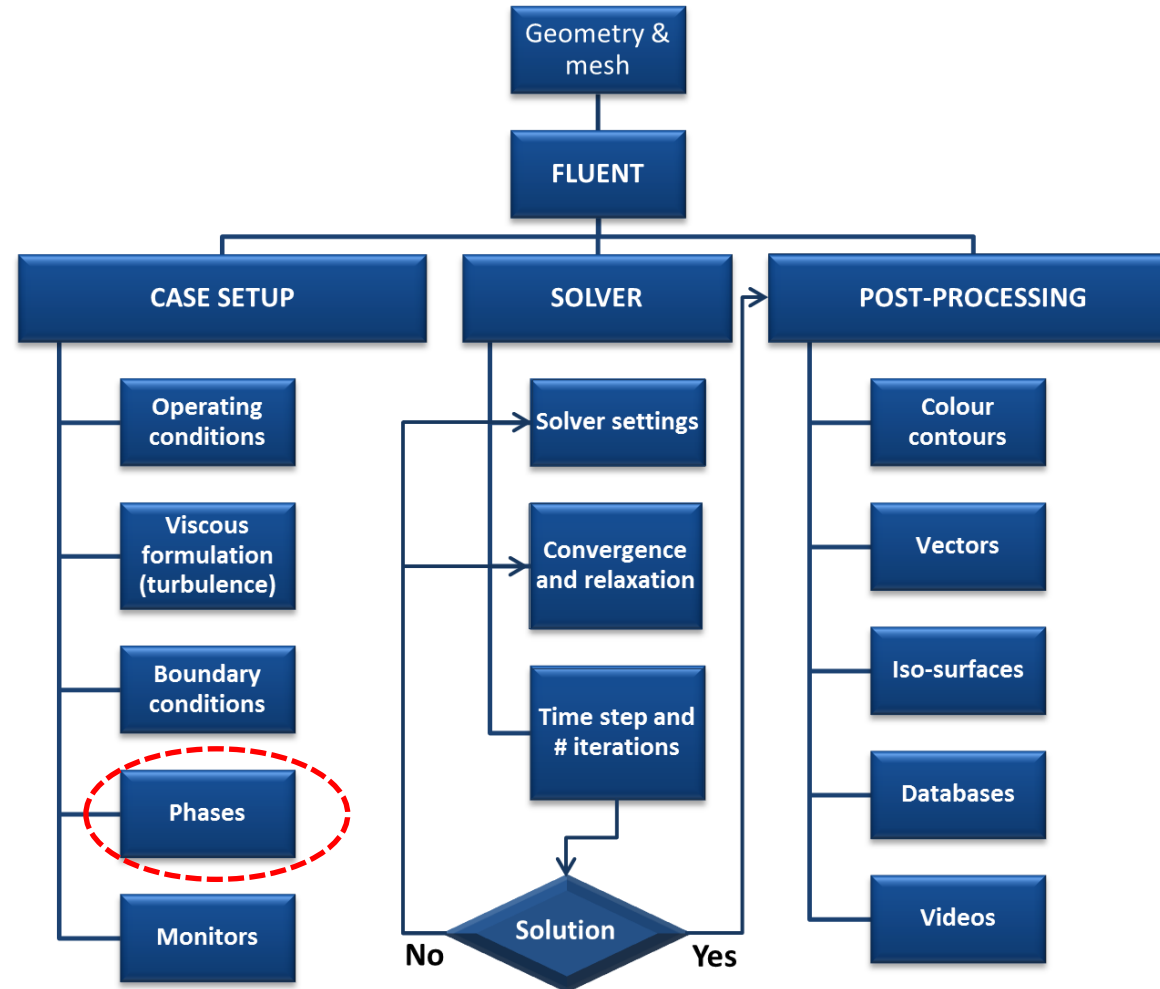 Geometry &
mesh
FLUENT
CASE SETUP
SOLVER
POST-PROCESSING
Operating
conditions
Viscous
formulation
(turbulence)
Boundary
conditions
Phases
Monitors
Solver settings
Convergence
and relaxation
Time step and
# iterations
Solution
No
Yes
Colour
contours
Vectors
Iso-surfaces
Databases
Videos